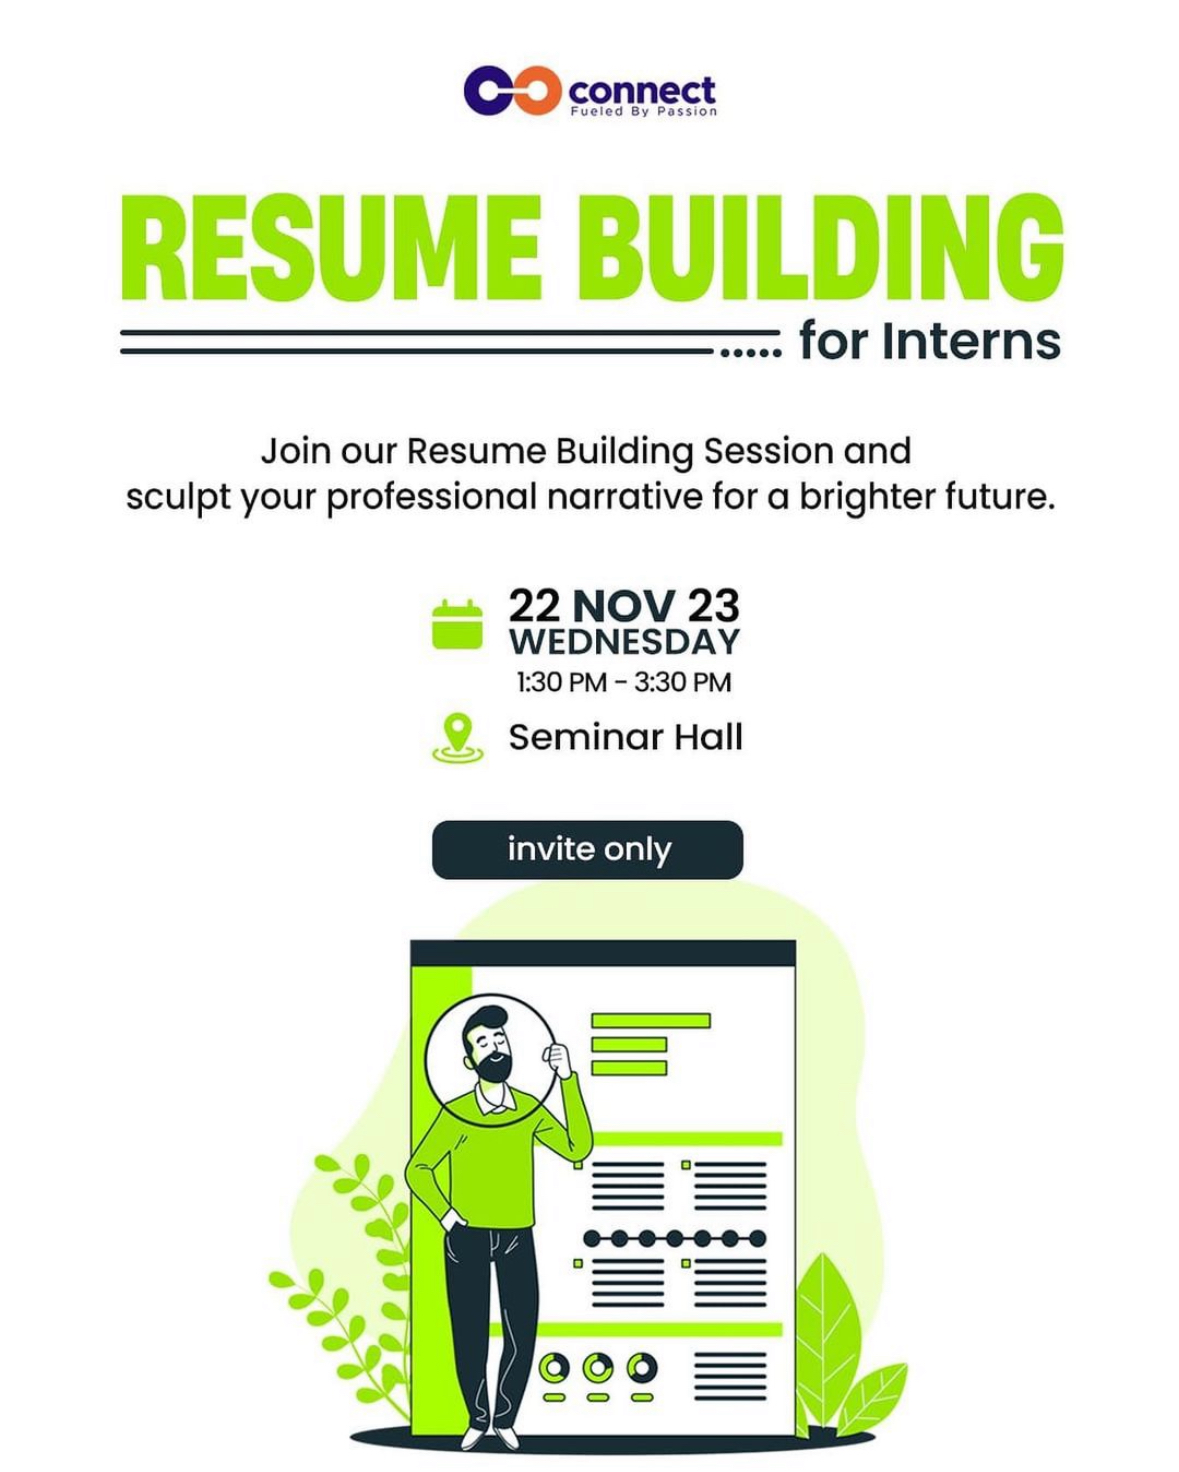 connect
Fueled By Passion
RESUME BUILDING
..... for Interns
Join our Resume Building Session and
sculpt your professional narrative for a brighter future.
22 NOV 23
WEDNESDAY
1:30 PM - 3:30 PM
Seminar Hall
invite only